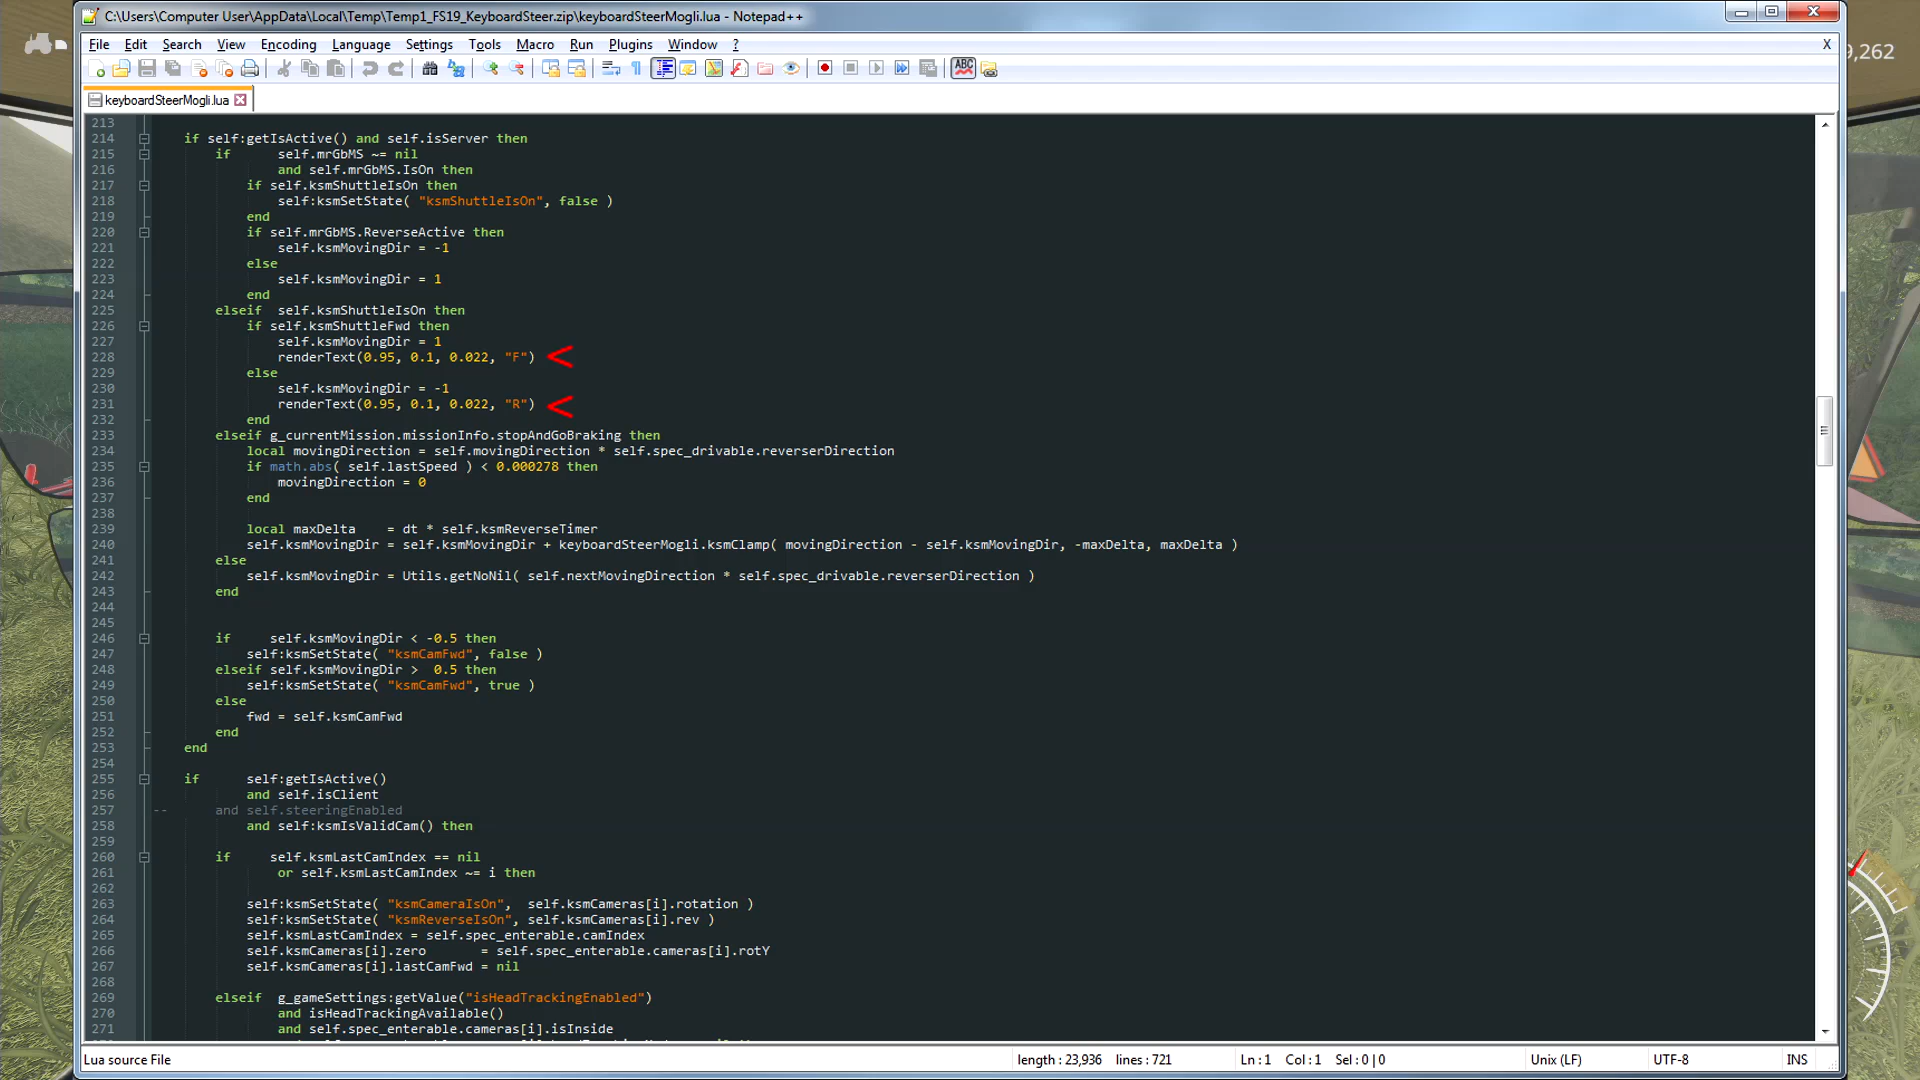 C:\Users\Computer User\AppData\Local\Temp\Temp1_FS19_KeyboardSteer.zip\keyboardSteerMogli.lua - Notepad++
File Edit Search View Encoding Language Settings Tools Macro Run Plugins Window ? X
9,262
keyboardSteerMogli.lua
213
214 if self:getIsActive() and self.isServer then
215 if self.mrGbMS ~= nil
216 and self.mrGbMS.IsOn then
217 if self.ksmShuttleIsOn then
218 self:ksmSetState( "ksmShuttleIsOn", false )
219 end
220 if self.mrGbMS.ReverseActive then
221 self.ksmMovingDir = -1
222 else
223 self.ksmMovingDir = 1
224 end
225 elseif self.ksmShuttleIsOn then
226 if self.ksmShuttleFwd then
227 self.ksmMovingDir = 1
228 renderText(0.95, 0.1, 0.022, "F") <
229 else
230 self.ksmMovingDir = -1
231 renderText(0.95, 0.1, 0.022, "R") <
232 end
233 elseif g_currentMission.missionInfo.stopAndGoBraking then
234 local movingDirection = self.movingDirection * self.spec_drivable.reverserDirection
235 if math.abs( self.lastSpeed ) < 0.000278 then
236 movingDirection = 0
237 end
238
239 local maxDelta = dt * self.ksmReverseTimer
240 self.ksmMovingDir = self.ksmMovingDir + keyboardSteerMogli.ksmClamp( movingDirection - self.ksmMovingDir, -maxDelta, maxDelta )
241 else
242 self.ksmMovingDir = Utils.getNoNil( self.nextMovingDirection * self.spec_drivable.reverserDirection )
243 end
244
245
246 if self.ksmMovingDir < -0.5 then
247 self:ksmSetState( "ksmCamFwd", false )
248 elseif self.ksmMovingDir > 0.5 then
249 self:ksmSetState( "ksmCamFwd", true )
250 else
251 fwd = self.ksmCamFwd
252 end
253 end
254
255 if self:getIsActive()
256 and self.isClient
257 -- and self.steeringEnabled
258 and self:ksmIsValidCam() then
259
260 if self.ksmLastCamIndex == nil
261 or self.ksmLastCamIndex ~= i then
262
263 self:ksmSetState( "ksmCameraIsOn", self.ksmCameras[i].rotation )
264 self:ksmSetState( "ksmReverseIsOn", self.ksmCameras[i].rev )
265 self.ksmLastCamIndex = self.spec_enterable.camIndex
266 self.ksmCameras[i].zero = self.spec_enterable.cameras[i].rotY
267 self.ksmCameras[i].lastCamFwd = nil
268
269 elseif g_gameSettings:getValue("isHeadTrackingEnabled")
270 and isHeadTrackingAvailable()
271 and self.spec_enterable.cameras[i].isInside
Lua source File length : 23,936 lines : 721 Ln : 1 Col : 1 Sel : 0 | 0 Unix (LF) UTF-8 INS